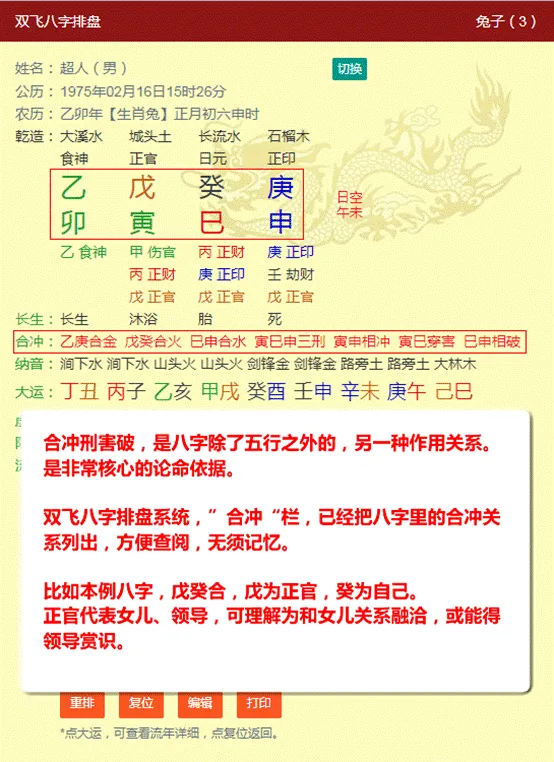 双飞八字排盘 兔子（3）
姓名：超人（男） 切换
公历：1975年02月16日15时26分
农历：乙卯年【生肖兔】正月初六申时
乾造：大溪水 城头土 长流水 石榴木
食神 正官 日元 正印
乙 戊 癸 庚
卯 寅 巳 申
日空
午未
乙 食神 甲 伤官 丙 正财 庚 正印
丙 正财 庚 正印 壬 劫财
戊 正官 戊 正官 戊 正官
长生：长生 沐浴 胎 死
合冲：乙庚合金 戊癸合火 巳申合水 寅巳申三刑 寅申相冲 寅巳穿害 巳申相破
纳音：涧下水 涧下水 山头火 山头火 剑锋金 剑锋金 路旁土 路旁土 大林木
大运：丁丑 丙子 乙亥 甲戌 癸酉 壬申 辛未 庚午 己巳
合冲刑害破，是八字除了五行之外的，另一种作用关系。
是非常核心的论命依据。
双飞八字排盘系统，”合冲“栏，已经把八字里的合冲关
系列出，方便查阅，无须记忆。
比如本例八字，戊癸合，戊为正官，癸为自己。
正官代表女儿、领导，可理解为和女儿关系融洽，或能得
领导赏识。
重排 复位 编辑 打印
*点大运，可查看流年详细，点复位返回。